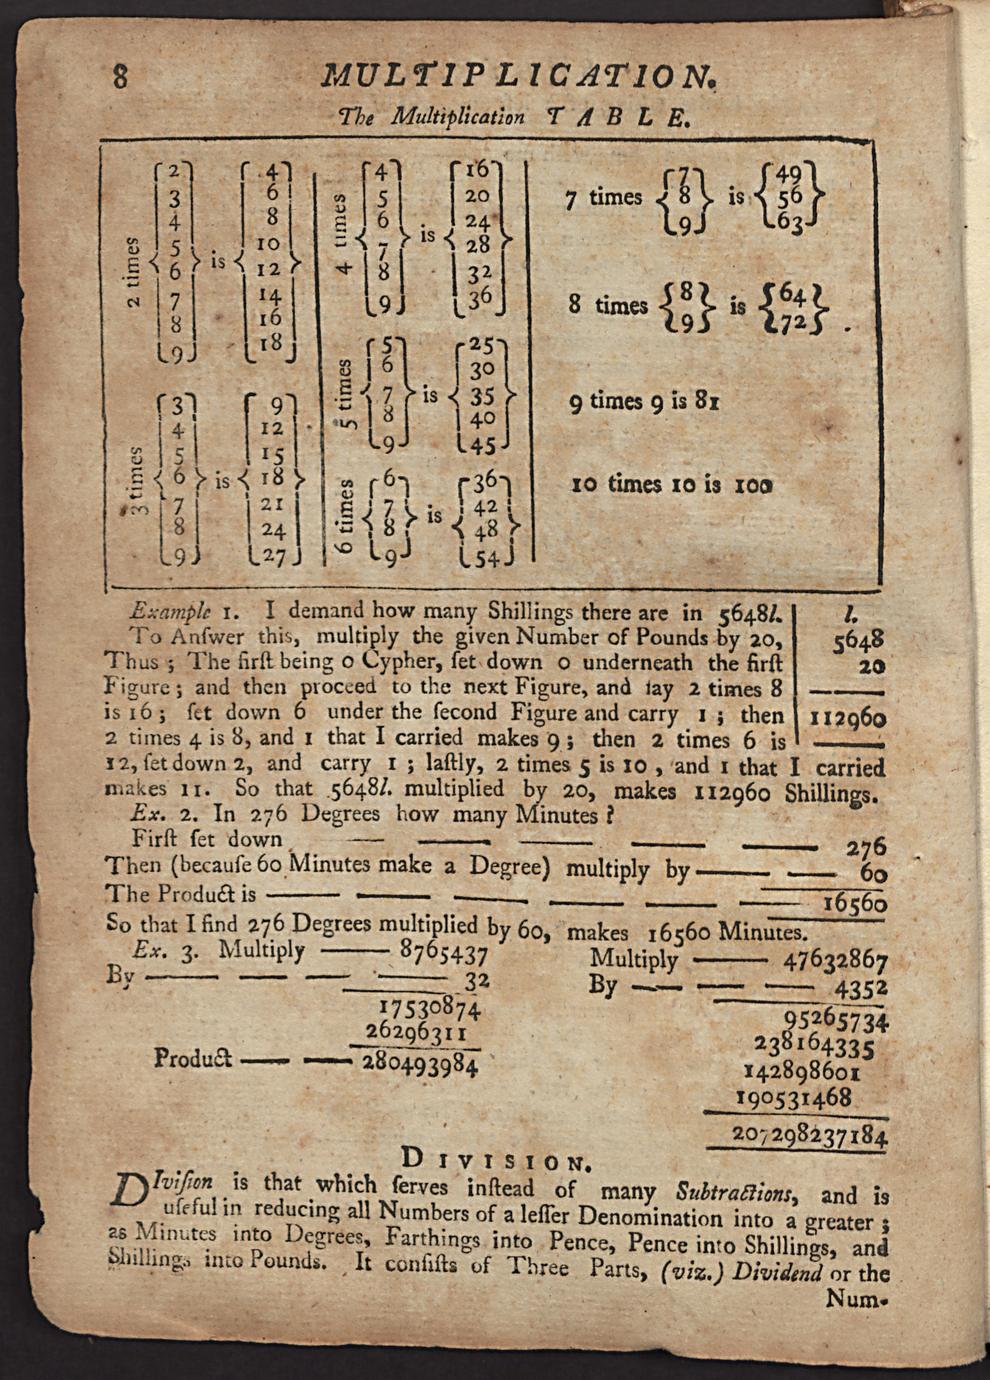 8 MULTIPLICATION.
The Multiplication TABLE.
2 times
2
3
4
5
6
7
8
9
is
4
6
8
10
12
14
16
18
3 times
3
4
5
6
7
8
9
is
9
12
15
18
21
24
27
4 times
4
5
6
7
8
9
is
16
20
24
28
32
36
5 times
5
6
7
8
9
is
25
30
35
40
45
6 times
6
7
8
9
is
36
42
48
54
7 times
7
8
9
is
49
56
63
8 times
8
9
is
64
72
9 times 9 is 81
10 times 10 is 100
Example 1. I demand how many Shillings there are in 5648l.
To Anſwer this, multiply the given Number of Pounds by 20,
Thus; The firſt being 0 Cypher, ſet down 0 underneath the firſt
Figure; and then proceed to the next Figure, and ſay 2 times 8
is 16; ſet down 6 under the ſecond Figure and carry 1; then
2 times 4 is 8, and 1 that I carried makes 9; then 2 times 6 is
12, ſet down 2, and carry 1; laſtly, 2 times 5 is 10, and 1 that I carried
makes 11. So that 5648l. multiplied by 20, makes 112960 Shillings.
l.
5648
20
112960
Ex. 2. In 276 Degrees how many Minutes?
Firſt ſet down — — — — — 276
Then (becauſe 60 Minutes make a Degree) multiply by — — 60
The Product is — — — — — — 16560
So that I find 276 Degrees multiplied by 60, makes 16560 Minutes.
Ex. 3. Multiply — 8765437
By — — — — 32
17530874
26296311
Product — — 280493984
Multiply — 47632867
By — — — 4352
95265734
238164335
142898601
190531468
207298237184
DIVISION.
DIviſion is that which ſerves inſtead of many Subtractions, and is
uſeful in reducing all Numbers of a leſſer Denomination into a greater;
as Minutes into Degrees, Farthings into Pence, Pence into Shillings, and
Shillings into Pounds. It conſiſts of Three Parts, (viz.) Dividend or the
Num-